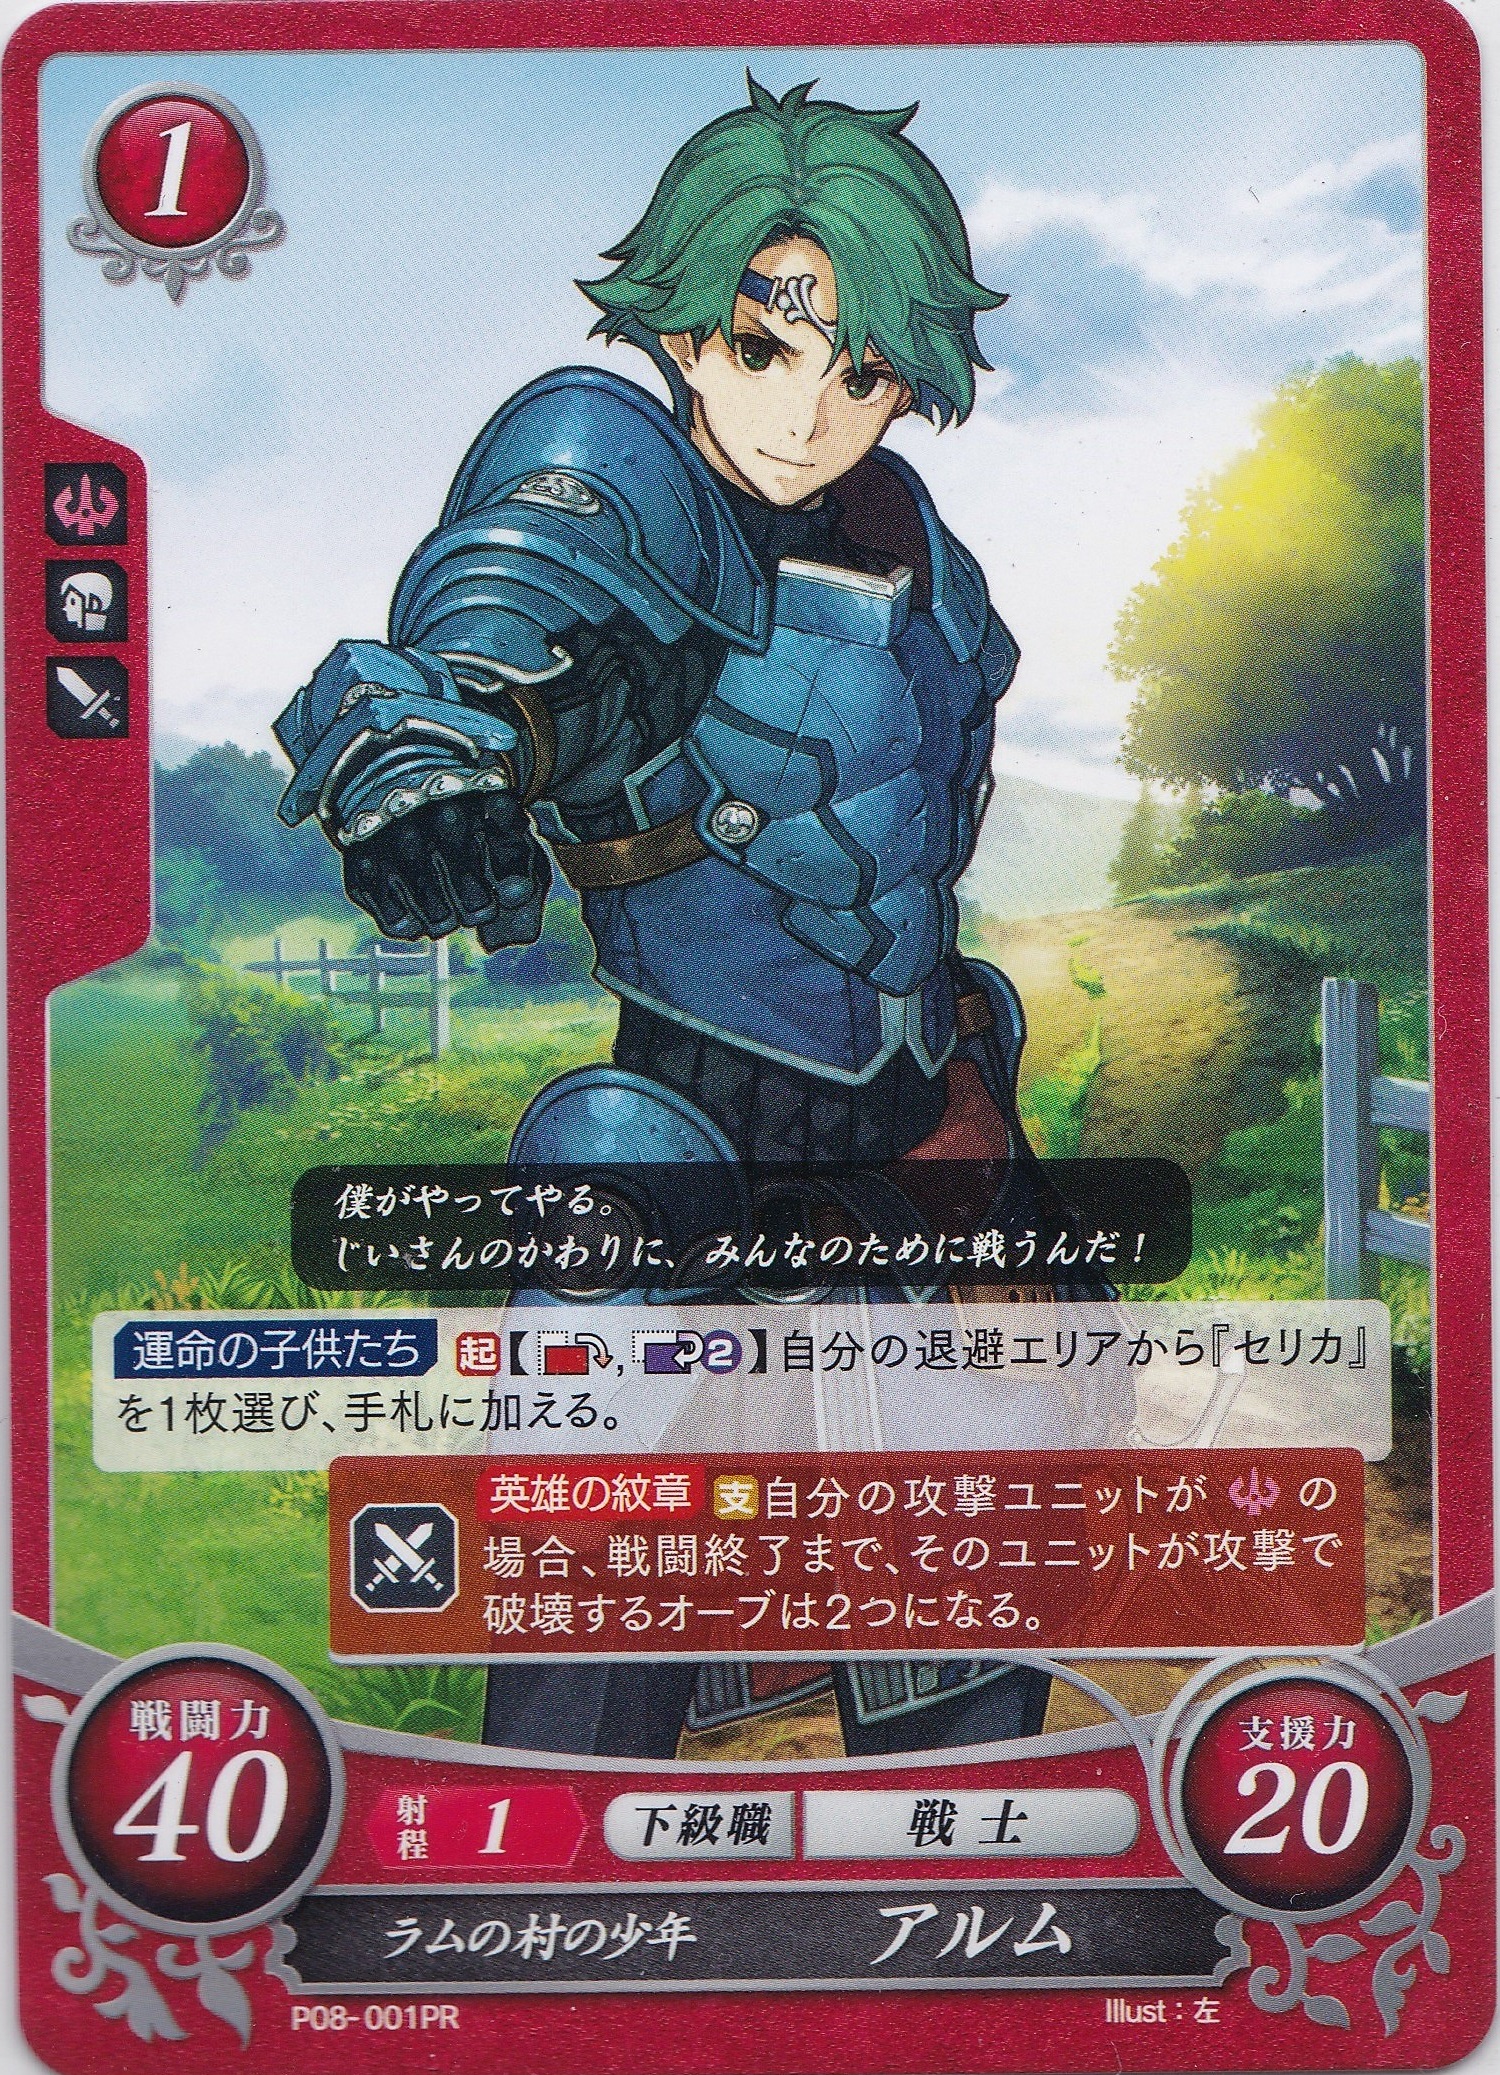 1
僕がやってやる。
じいさんのかわりに、みんなのために戦うんだ！
運命の子供たち 起【 , 2】自分の退避エリアから『セリカ』
を1枚選び、手札に加える。
英雄の紋章 支 自分の攻撃ユニットが の
場合、戦闘終了まで、そのユニットが攻撃で
破壊するオーブは2つになる。
戦闘力
40
射程 1
下級職 戦士
支援力
20
ラムの村の少年 アルム
P08-001PR
Illust：左